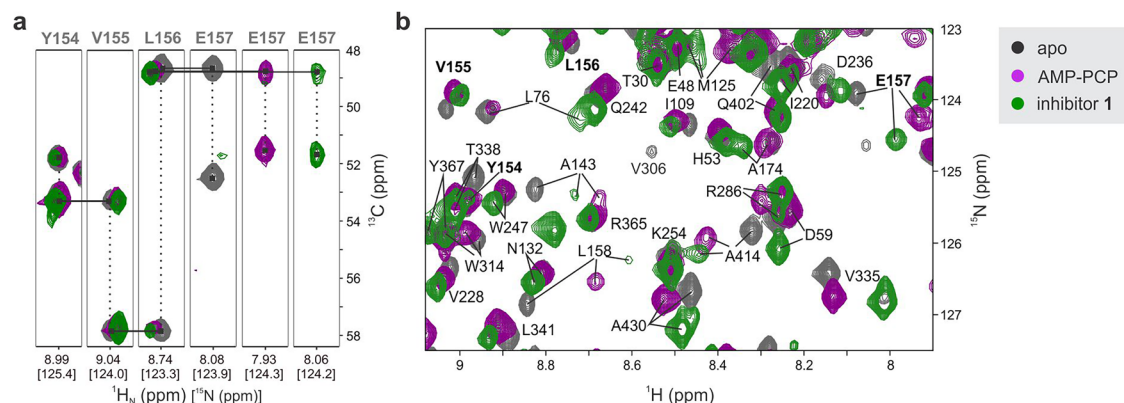 a
Y154 V155 L156 E157 E157 E157
48
50
52
54
56
58
¹³C (ppm)
8.99 9.04 8.74 8.08 7.93 8.06
[125.4] [124.0] [123.3] [123.9] [124.3] [124.2]
¹H_N (ppm) [¹⁵N (ppm)]
b
V155
L156
T30
E48
M125
D236
E157
L76
Q242
I109
Q402
I220
T338
Y367
Y154
A143
V306
H53
A174
W247
R365
R286
W314
N132
L158
K254
A414
D59
V228
V335
L341
A430
123
124
125
126
127
¹⁵N (ppm)
9 8.8 8.6 8.4 8.2 8
¹H (ppm)
apo
AMP-PCP
inhibitor 1